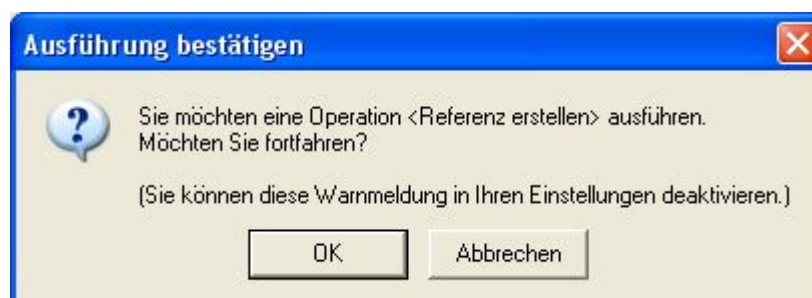 Ausführung bestätigen
?
Sie möchten eine Operation <Referenz erstellen> ausführen.
Möchten Sie fortfahren?
(Sie können diese Warnmeldung in Ihren Einstellungen deaktivieren.)
OK
Abbrechen